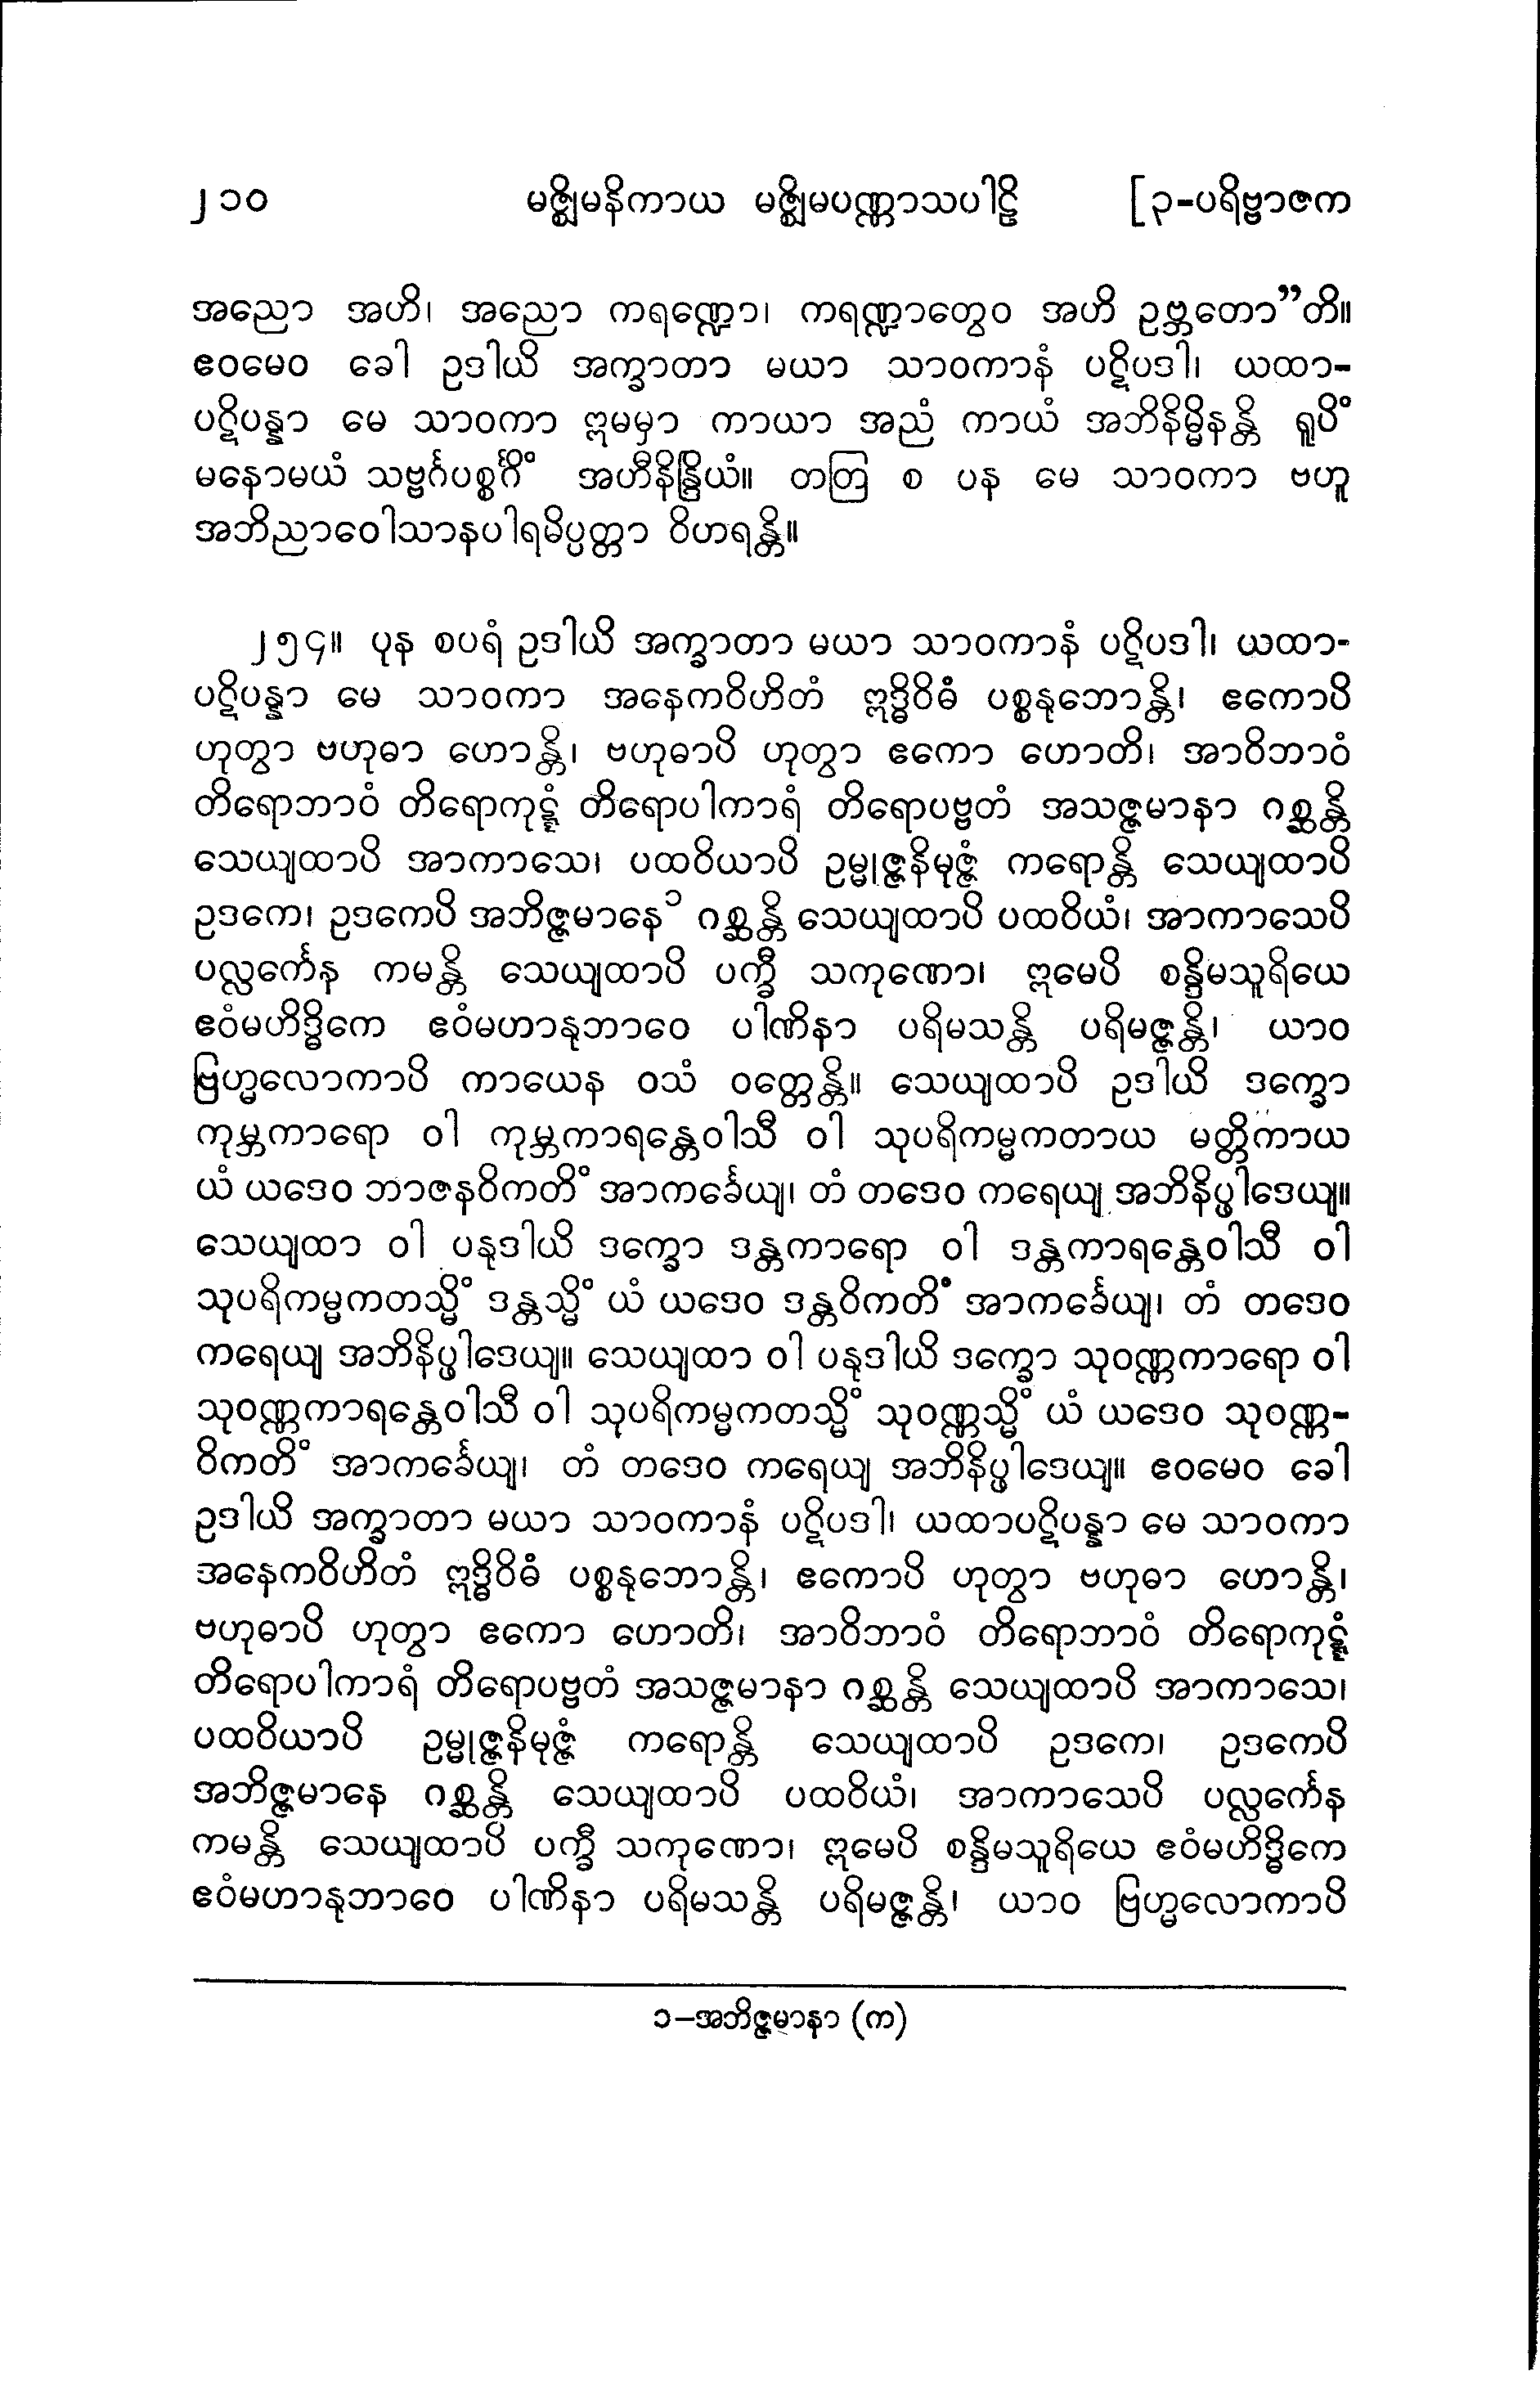 ၂၁၀ မဇ္ဈိမနိကာယ မဇ္ဈိမပဏ္ဏာသပါဠိ [၃-ပရိဗ္ဗာဇက
အညော အဟိ၊ အညော ကရဏ္ဍော၊ ကရဏ္ဍာတွေဝ အဟိ ဥဗ္ဘတော”တိ။
ဧဝမေဝ ခေါ ဥဒါယိ အက္ခာတာ မယာ သာဝကာနံ ပဋိပဒါ၊ ယထာ-
ပဋိပန္နာ မေ သာဝကာ ဣမမှာ ကာယာ အညံ ကာယံ အဘိနိမ္မိနန္တိ ရူပိံ
မနောမယံ သဗ္ဗင်္ဂပစ္စင်္ဂိံ အဟီနိန္ဒြိယံ။ တတြ စ ပန မေ သာဝကာ ဗဟူ
အဘိညာဝေါသာနပါရမိပ္ပတ္တာ ဝိဟရန္တိ။
၂၅၄။ ပုန စပရံ ဥဒါယိ အက္ခာတာ မယာ သာဝကာနံ ပဋိပဒါ၊ ယထာ-
ပဋိပန္နာ မေ သာဝကာ အနေကဝိဟိတံ ဣဒ္ဓိဝိဓံ ပစ္စနုဘောန္တိ၊ ဧကောပိ
ဟုတွာ ဗဟုဓာ ဟောန္တိ၊ ဗဟုဓာပိ ဟုတွာ ဧကော ဟောတိ၊ အာဝိဘာဝံ
တိရောဘာဝံ တိရောကုဋ္ဋံ တိရောပါကာရံ တိရောပဗ္ဗတံ အသဇ္ဇမာနာ ဂစ္ဆန္တိ
သေယျထာပိ အာကာသေ၊ ပထဝိယာပိ ဥမ္မုဇ္ဇနိမုဇ္ဇံ ကရောန္တိ သေယျထာပိ
ဥဒကေ၊ ဥဒကေပိ အဘိဇ္ဇမာနေ ၁ ဂစ္ဆန္တိ သေယျထာပိ ပထဝိယံ၊ အာကာသေပိ
ပလ္လင်္ကေန ကမန္တိ သေယျထာပိ ပက္ခီ သကုဏော၊ ဣမေပိ စန္ဒိမသူရိယေ
ဧဝံမဟိဒ္ဓိကေ ဧဝံမဟာနုဘာဝေ ပါဏိနာ ပရိမသန္တိ ပရိမဇ္ဇန္တိ၊ ယာဝ
ဗြဟ္မလောကာပိ ကာယေန ဝသံ ဝတ္တေန္တိ။ သေယျထာပိ ဥဒါယိ ဒက္ခော
ကုမ္ဘကာရော ဝါ ကုမ္ဘကာရန္တေဝါသီ ဝါ သုပရိကမ္မကတာယ မတ္တိကာယ
ယံ ယဒေဝ ဘာဇနဝိကတိံ အာကင်္ခေယျ၊ တံ တဒေဝ ကရေယျ အဘိနိပ္ဖါဒေယျ။
သေယျထာ ဝါ ပနုဒါယိ ဒက္ခော ဒန္တကာရော ဝါ ဒန္တကာရန္တေဝါသီ ဝါ
သုပရိကမ္မကတသ္မိံ ဒန္တသ္မိံ ယံ ယဒေဝ ဒန္တဝိကတိံ အာကင်္ခေယျ၊ တံ တဒေဝ
ကရေယျ အဘိနိပ္ဖါဒေယျ။ သေယျထာ ဝါ ပနုဒါယိ ဒက္ခော သုဝဏ္ဏကာရော ဝါ
သုဝဏ္ဏကာရန္တေဝါသီ ဝါ သုပရိကမ္မကတသ္မိံ သုဝဏ္ဏသ္မိံ ယံ ယဒေဝ သုဝဏ္ဏ-
ဝိကတိံ အာကင်္ခေယျ၊ တံ တဒေဝ ကရေယျ အဘိနိပ္ဖါဒေယျ။ ဧဝမေဝ ခေါ
ဥဒါယိ အက္ခာတာ မယာ သာဝကာနံ ပဋိပဒါ၊ ယထာပဋိပန္နာ မေ သာဝကာ
အနေကဝိဟိတံ ဣဒ္ဓိဝိဓံ ပစ္စနုဘောန္တိ၊ ဧကောပိ ဟုတွာ ဗဟုဓာ ဟောန္တိ၊
ဗဟုဓာပိ ဟုတွာ ဧကော ဟောတိ၊ အာဝိဘာဝံ တိရောဘာဝံ တိရောကုဋ္ဋံ
တိရောပါကာရံ တိရောပဗ္ဗတံ အသဇ္ဇမာနာ ဂစ္ဆန္တိ သေယျထာပိ အာကာသေ၊
ပထဝိယာပိ ဥမ္မုဇ္ဇနိမုဇ္ဇံ ကရောန္တိ သေယျထာပိ ဥဒကေ၊ ဥဒကေပိ
အဘိဇ္ဇမာနေ ဂစ္ဆန္တိ သေယျထာပိ ပထဝိယံ၊ အာကာသေပိ ပလ္လင်္ကေန
ကမန္တိ သေယျထာပိ ပက္ခီ သကုဏော၊ ဣမေပိ စန္ဒိမသူရိယေ ဧဝံမဟိဒ္ဓိကေ
ဧဝံမဟာနုဘာဝေ ပါဏိနာ ပရိမသန္တိ ပရိမဇ္ဇန္တိ၊ ယာဝ ဗြဟ္မလောကာပိ
၁–အဘိဇ္ဇမာနာ (က)